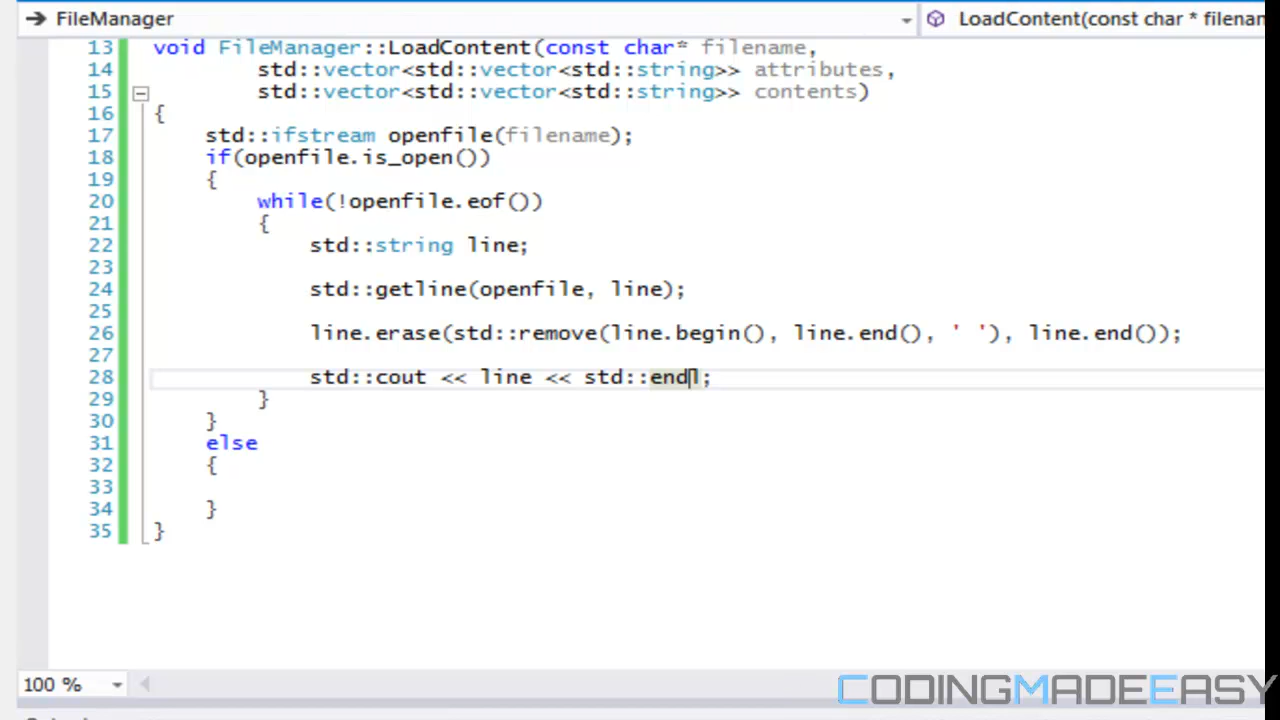 FileManager
LoadContent(const char * filenam
13 void FileManager::LoadContent(const char* filename,
14 std::vector<std::vector<std::string>> attributes,
15 std::vector<std::vector<std::string>> contents)
16 {
17 std::ifstream openfile(filename);
18 if(openfile.is_open())
19 {
20 while(!openfile.eof())
21 {
22 std::string line;
23
24 std::getline(openfile, line);
25
26 line.erase(std::remove(line.begin(), line.end(), ' '), line.end());
27
28 std::cout << line << std::endl;
29 }
30 }
31 else
32 {
33
34 }
35 }
100 %
CODINGMADEEASY